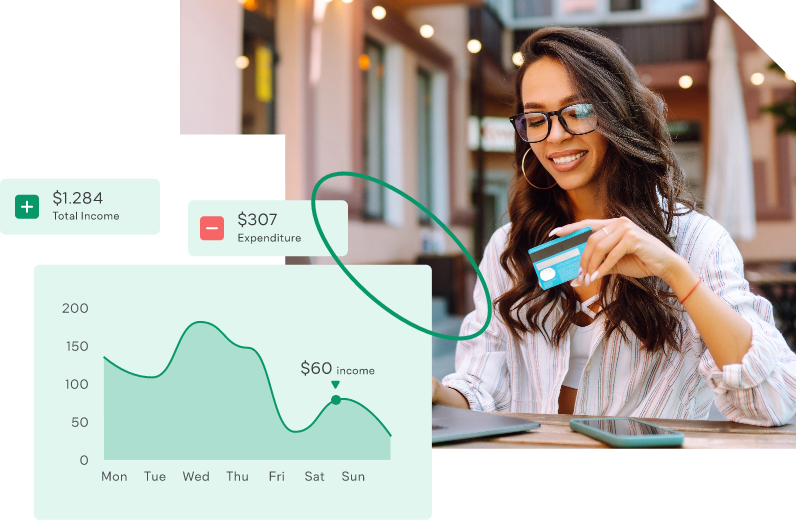 $1.284
Total Income
$307
Expenditure
200
150
100
50
0
$60 income
Mon Tue Wed Thu Fri Sat Sun